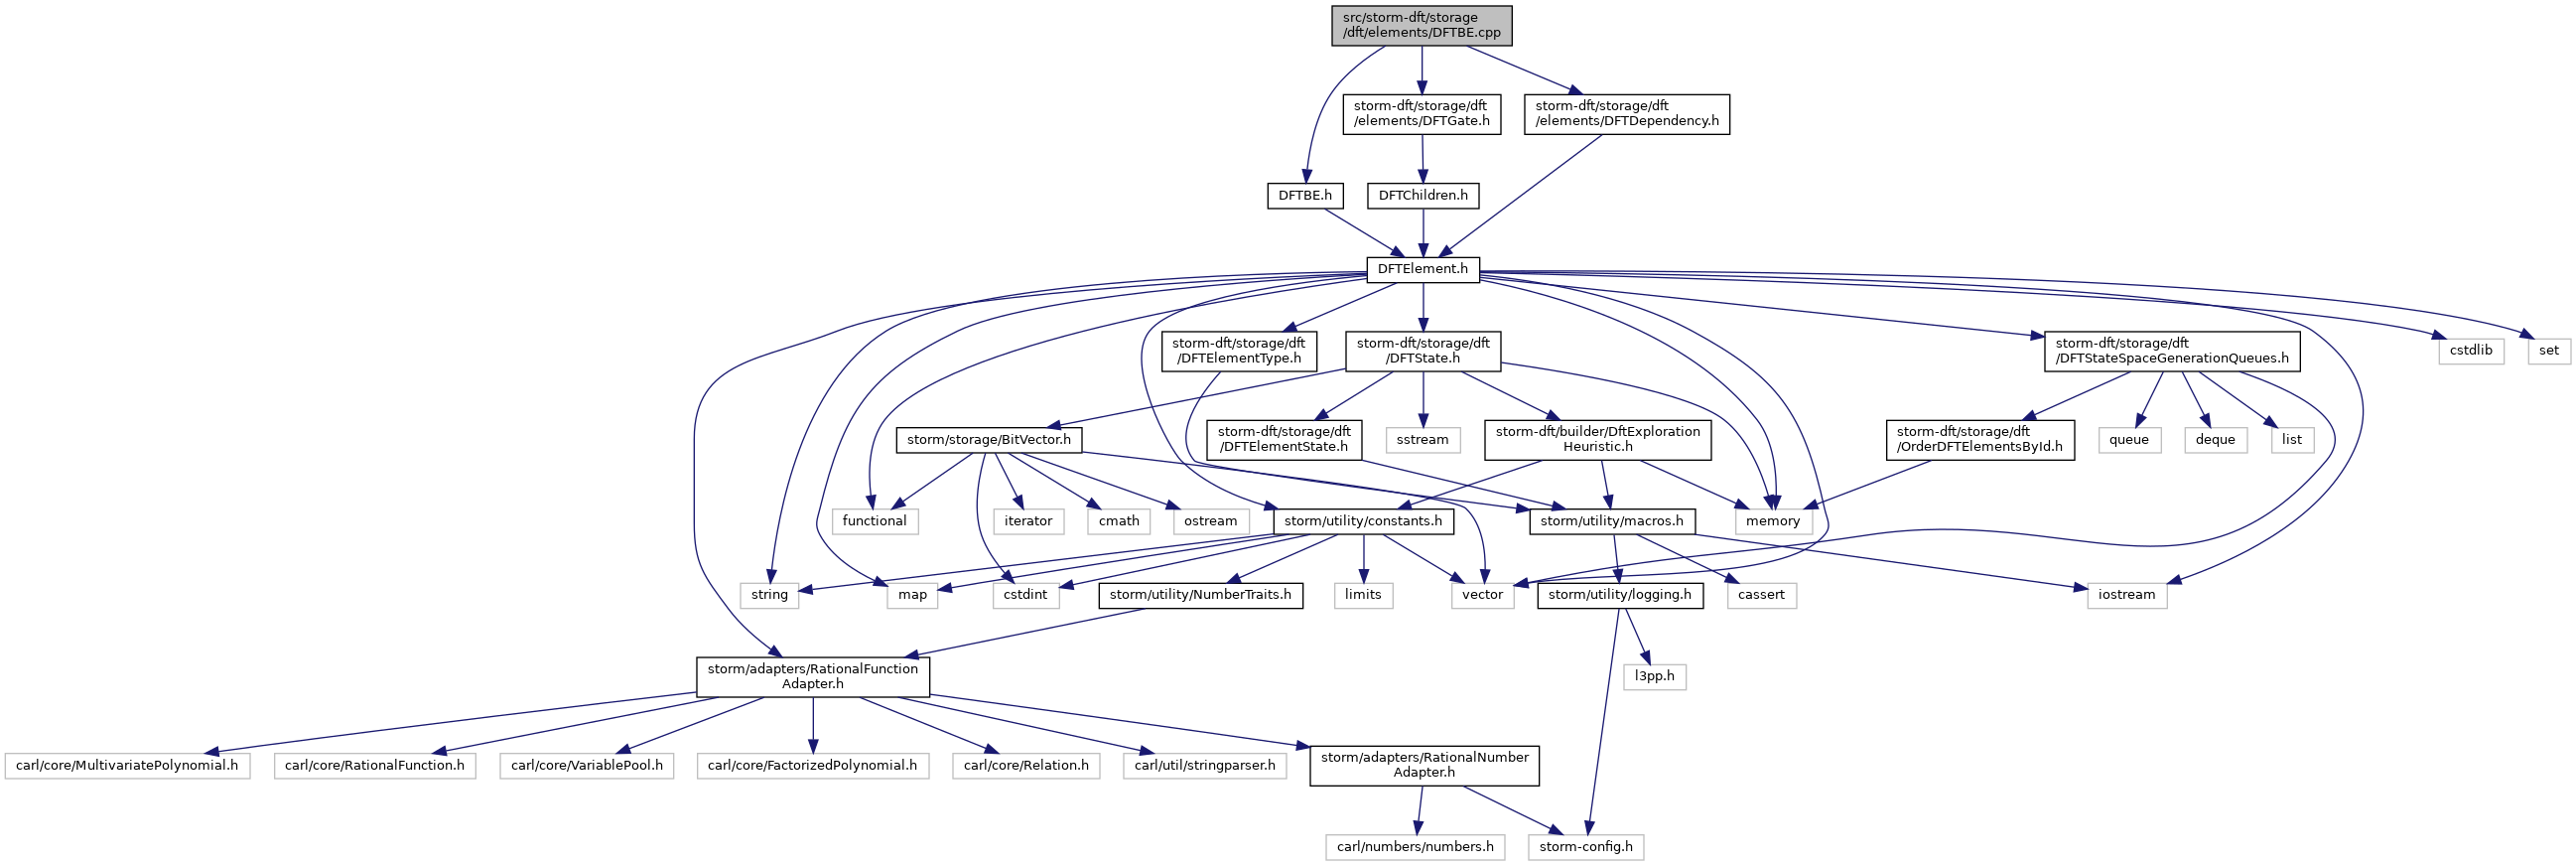 src/storm-dft/storage
/dft/elements/DFTBE.cpp
storm-dft/storage/dft
/elements/DFTGate.h
storm-dft/storage/dft
/elements/DFTDependency.h
DFTBE.h
DFTChildren.h
DFTElement.h
storm-dft/storage/dft
/DFTElementType.h
storm-dft/storage/dft
/DFTState.h
storm-dft/storage/dft
/DFTStateSpaceGenerationQueues.h
cstdlib
set
storm/storage/BitVector.h
storm-dft/storage/dft
/DFTElementState.h
sstream
storm-dft/builder/DftExploration
Heuristic.h
storm-dft/storage/dft
/OrderDFTElementsById.h
queue
deque
list
functional
iterator
cmath
ostream
storm/utility/constants.h
storm/utility/macros.h
memory
string
map
cstdint
storm/utility/NumberTraits.h
limits
vector
storm/utility/logging.h
cassert
iostream
storm/adapters/RationalFunction
Adapter.h
l3pp.h
carl/core/MultivariatePolynomial.h
carl/core/RationalFunction.h
carl/core/VariablePool.h
carl/core/FactorizedPolynomial.h
carl/core/Relation.h
carl/util/stringparser.h
storm/adapters/RationalNumber
Adapter.h
carl/numbers/numbers.h
storm-config.h